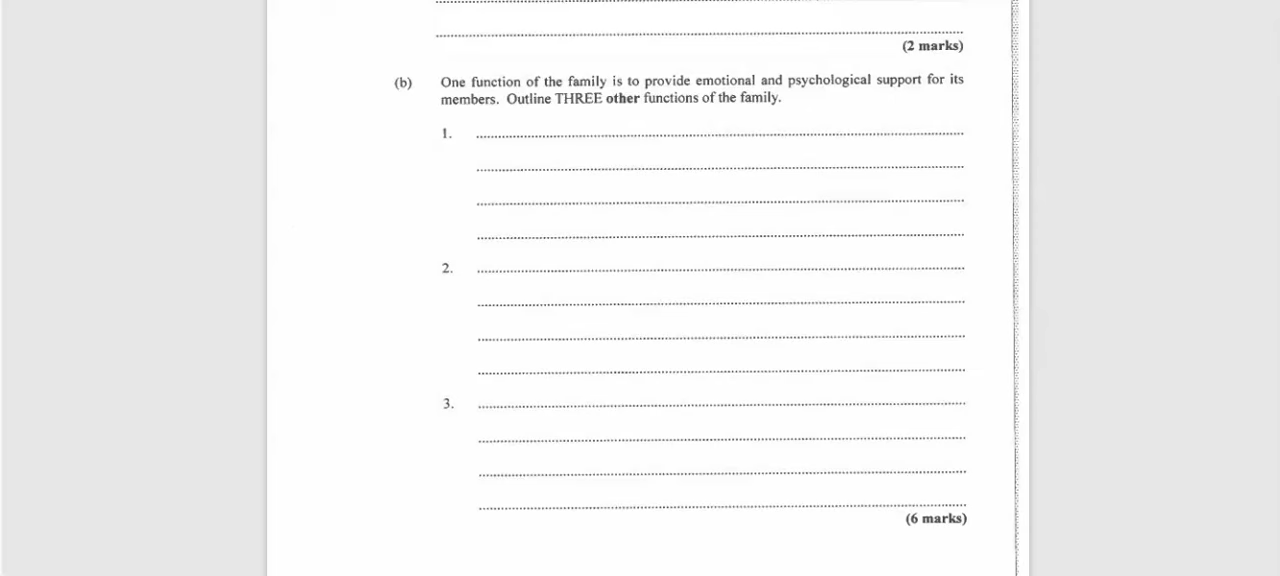 (2 marks)
(b) One function of the family is to provide emotional and psychological support for its
members. Outline THREE other functions of the family.
1.
2.
3.
(6 marks)